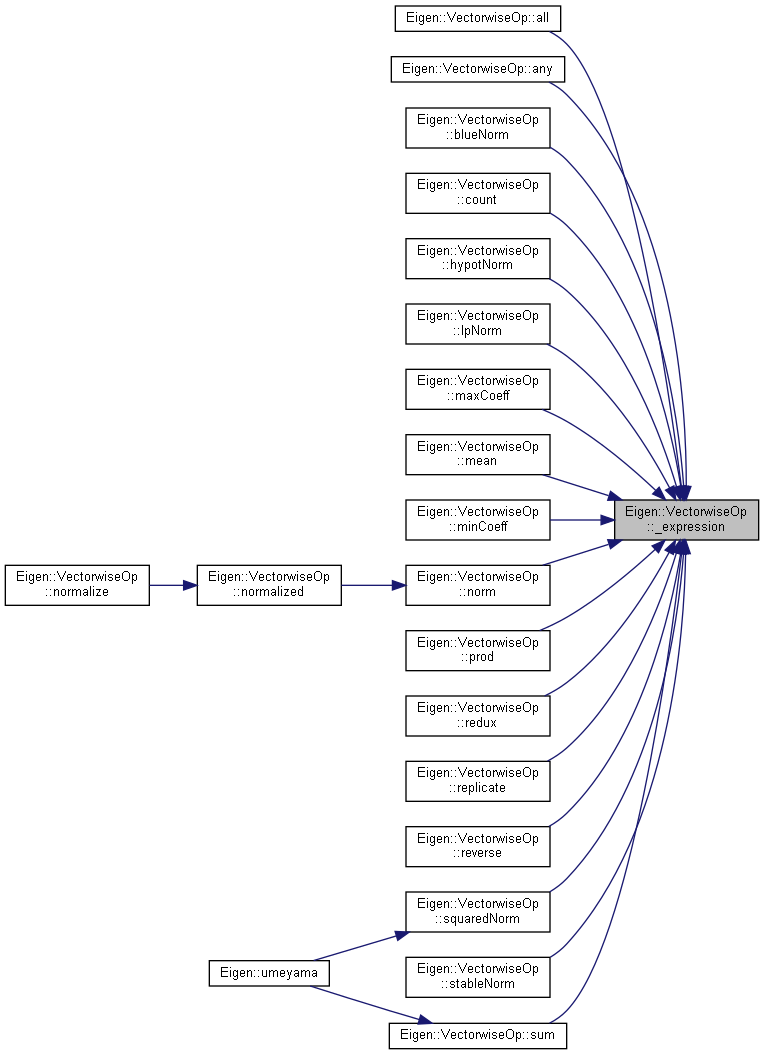 Eigen::VectorwiseOp::all
Eigen::VectorwiseOp::any
Eigen::VectorwiseOp
::blueNorm
Eigen::VectorwiseOp
::count
Eigen::VectorwiseOp
::hypotNorm
Eigen::VectorwiseOp
::lpNorm
Eigen::VectorwiseOp
::maxCoeff
Eigen::VectorwiseOp
::mean
Eigen::VectorwiseOp
::_expression
Eigen::VectorwiseOp
::minCoeff
Eigen::VectorwiseOp
::normalize
Eigen::VectorwiseOp
::normalized
Eigen::VectorwiseOp
::norm
Eigen::VectorwiseOp
::prod
Eigen::VectorwiseOp
::redux
Eigen::VectorwiseOp
::replicate
Eigen::VectorwiseOp
::reverse
Eigen::VectorwiseOp
::squaredNorm
Eigen::umeyama
Eigen::VectorwiseOp
::stableNorm
Eigen::VectorwiseOp::sum